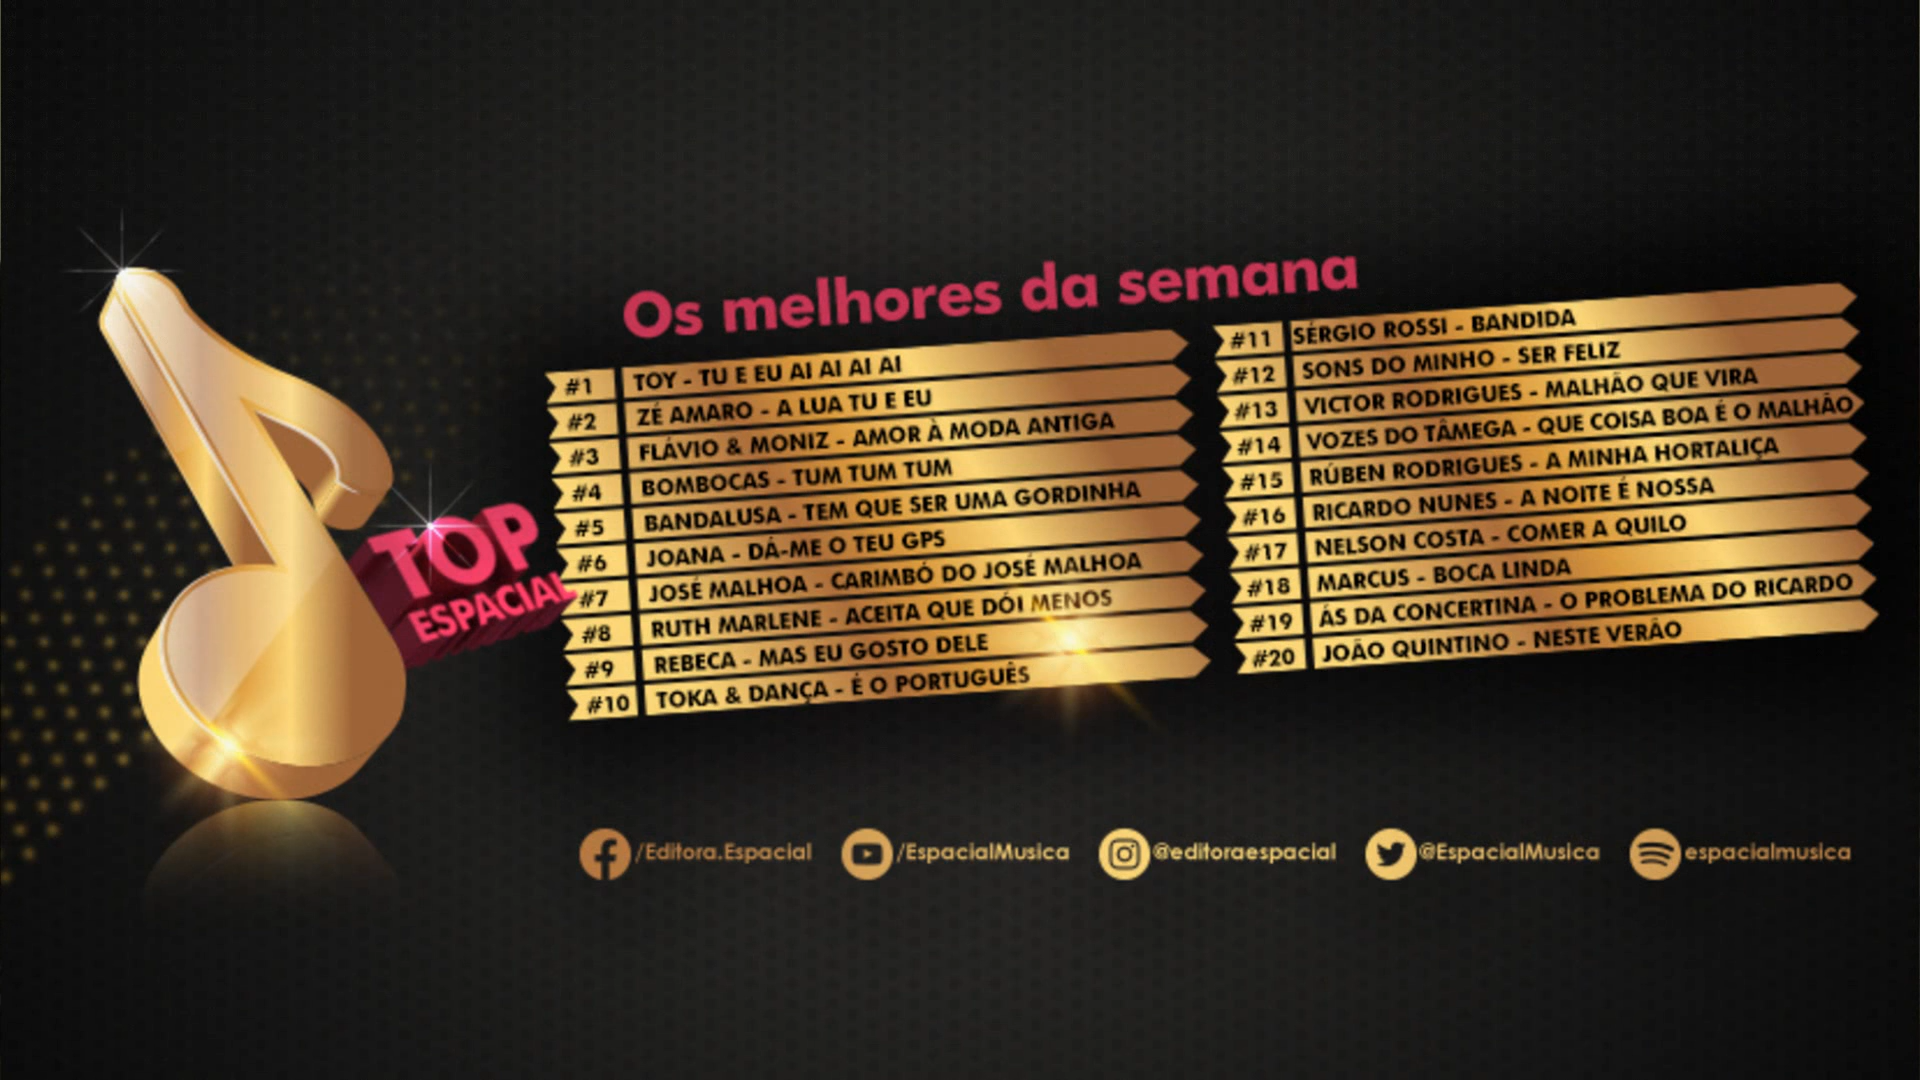 Os melhores da semana
TOP
ESPACIAL
#1 TOY - TU E EU AI AI AI AI
#2 ZÉ AMARO - A LUA TU E EU
#3 FLÁVIO & MONIZ - AMOR À MODA ANTIGA
#4 BOMBOCAS - TUM TUM TUM
#5 BANDALUSA - TEM QUE SER UMA GORDINHA
#6 JOANA - DÁ-ME O TEU GPS
#7 JOSÉ MALHOA - CARIMBÓ DO JOSÉ MALHOA
#8 RUTH MARLENE - ACEITA QUE DÓI MENOS
#9 REBECA - MAS EU GOSTO DELE
#10 TOKA & DANÇA - É O PORTUGUÊS
#11 SÉRGIO ROSSI - BANDIDA
#12 SONS DO MINHO - SER FELIZ
#13 VICTOR RODRIGUES - MALHÃO QUE VIRA
#14 VOZES DO TÂMEGA - QUE COISA BOA É O MALHÃO
#15 RÚBEN RODRIGUES - A MINHA HORTALIÇA
#16 RICARDO NUNES - A NOITE É NOSSA
#17 NELSON COSTA - COMER A QUILO
#18 MARCUS - BOCA LINDA
#19 ÁS DA CONCERTINA - O PROBLEMA DO RICARDO
#20 JOÃO QUINTINO - NESTE VERÃO
/Editora.Espacial /EspacialMusica @editoraespacial @EspacialMusica espacialmusica